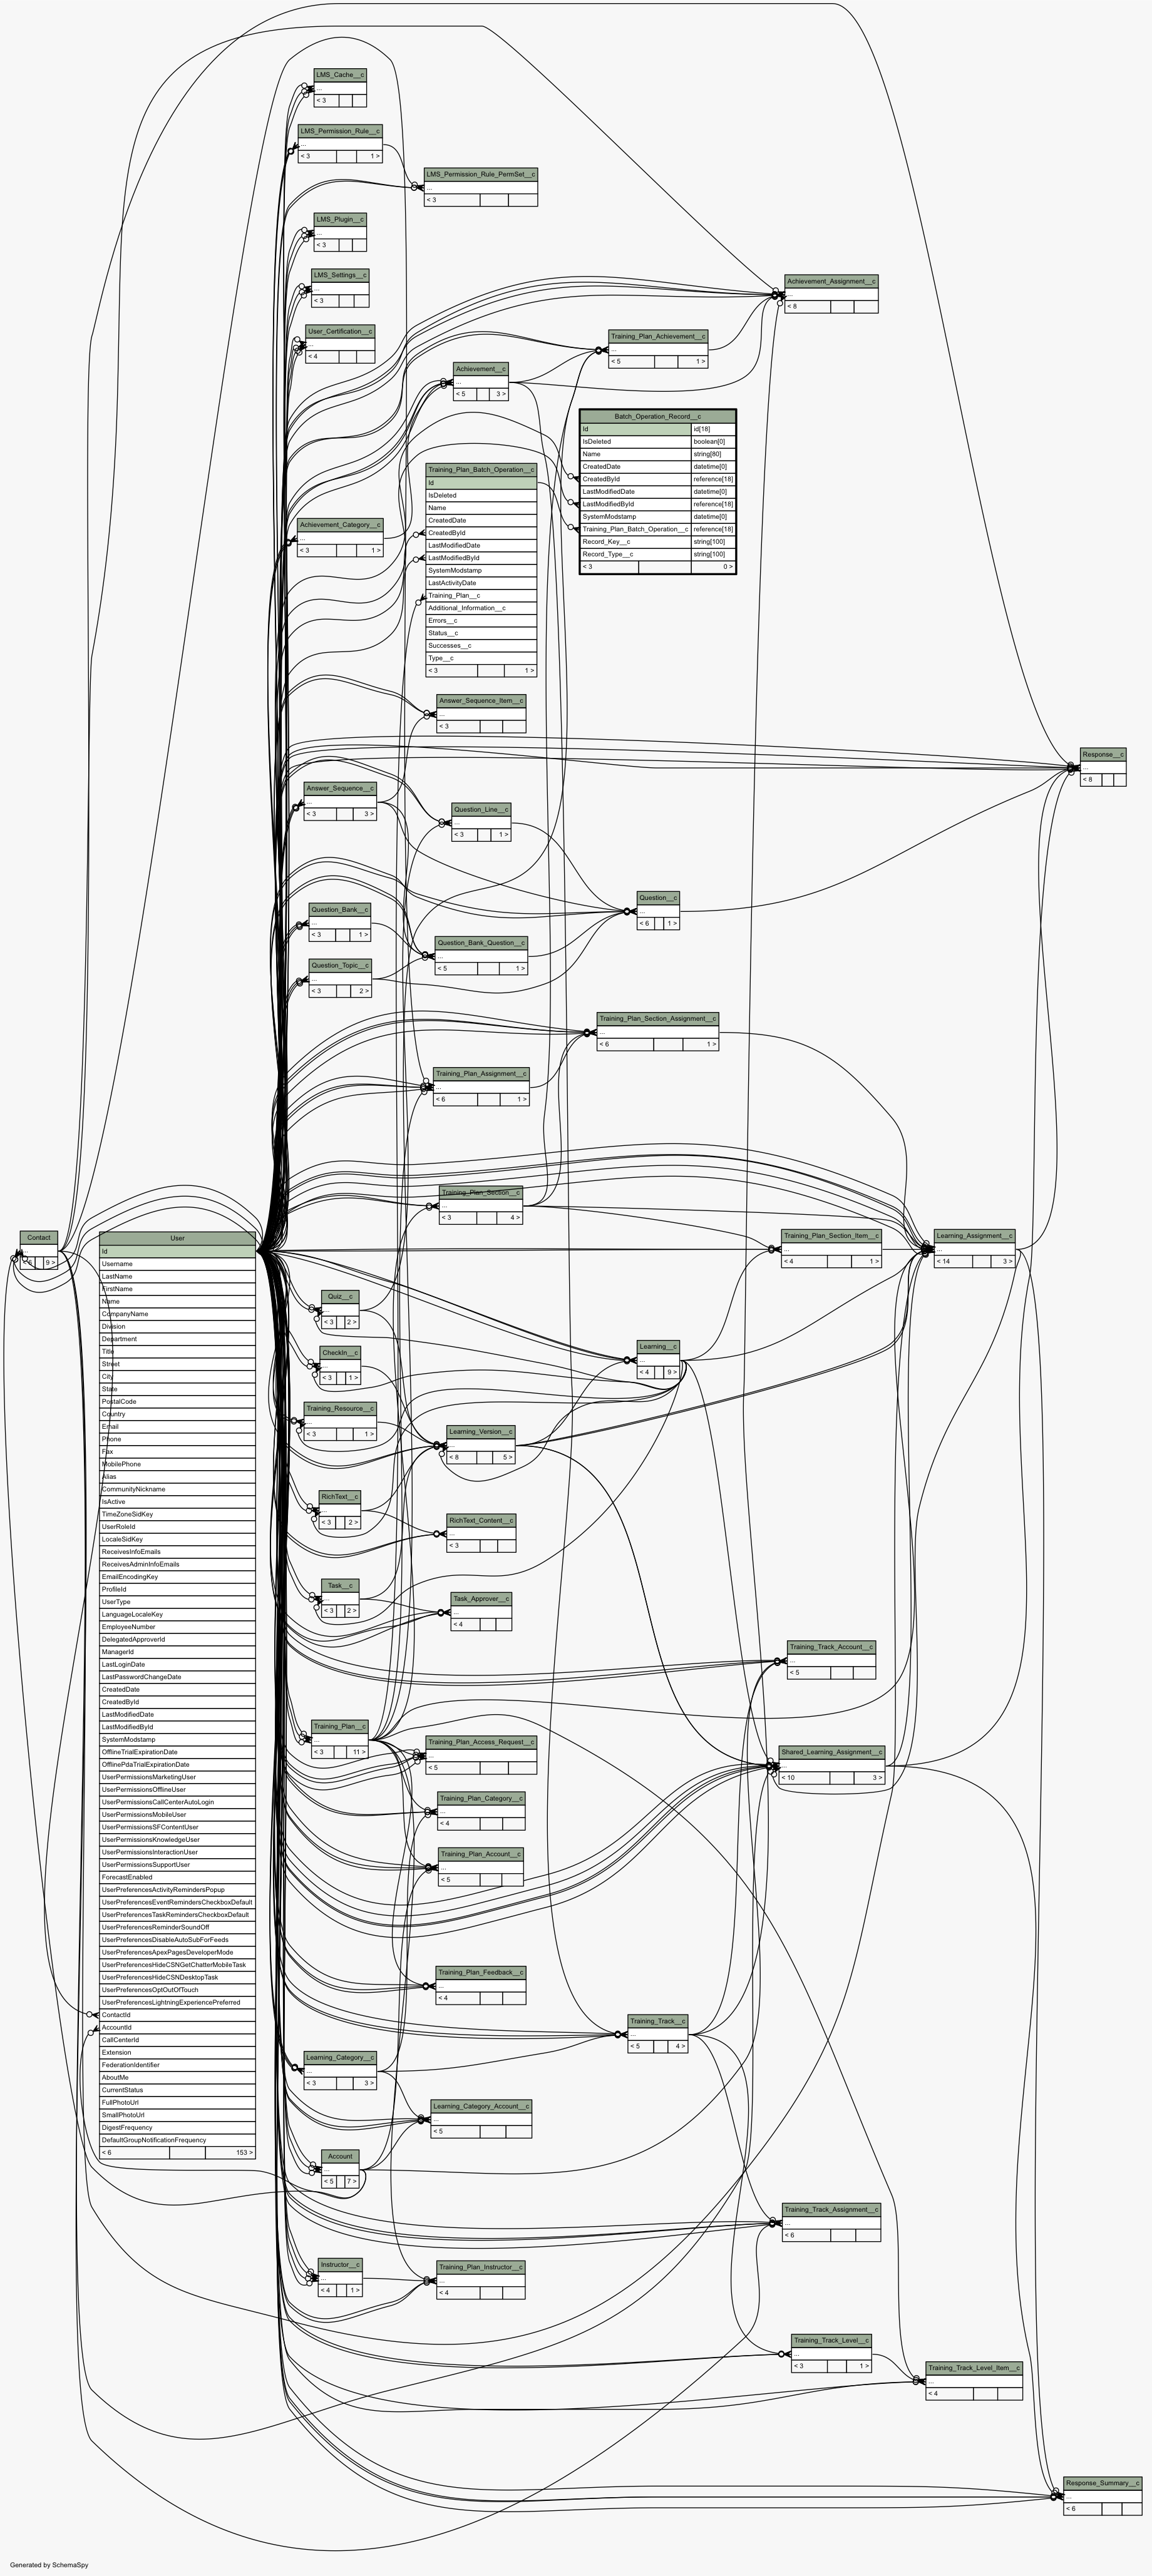 LMS_Cache__c
...
< 3
LMS_Permission_Rule__c
...
< 3 1 >
LMS_Permission_Rule_PermSet__c
...
< 3
LMS_Plugin__c
...
< 3
LMS_Settings__c
...
< 3
User_Certification__c
...
< 4
Achievement_Assignment__c
...
< 8
Training_Plan_Achievement__c
...
< 5 1 >
Achievement__c
...
< 5 3 >
Batch_Operation_Record__c
Id id[18]
IsDeleted boolean[0]
Name string[80]
CreatedDate datetime[0]
CreatedById reference[18]
LastModifiedDate datetime[0]
LastModifiedById reference[18]
SystemModstamp datetime[0]
Training_Plan_Batch_Operation__c reference[18]
Record_Key__c string[100]
Record_Type__c string[100]
< 3 0 >
Training_Plan_Batch_Operation__c
Id
IsDeleted
Name
CreatedDate
CreatedById
LastModifiedDate
LastModifiedById
SystemModstamp
LastActivityDate
Training_Plan__c
Additional_Information__c
Errors__c
Status__c
Successes__c
Type__c
< 3 1 >
Achievement_Category__c
...
< 3 1 >
Answer_Sequence_Item__c
...
< 3
Response__c
...
< 8
Answer_Sequence__c
...
< 3 3 >
Question_Line__c
...
< 3 1 >
Question__c
...
< 6 1 >
Question_Bank__c
...
< 3 1 >
Question_Bank_Question__c
...
< 5 1 >
Question_Topic__c
...
< 3 2 >
Training_Plan_Section_Assignment__c
...
< 6 1 >
Training_Plan_Assignment__c
...
< 6 1 >
Training_Plan_Section__c
...
< 3 4 >
Contact
...
< 6 9 >
Training_Plan_Section_Item__c
...
< 4 1 >
Learning_Assignment__c
...
< 14 3 >
User
Id
Username
LastName
FirstName
Name
CompanyName
Division
Department
Title
Street
City
State
PostalCode
Country
Email
Phone
Fax
MobilePhone
Alias
CommunityNickname
IsActive
TimeZoneSidKey
UserRoleId
LocaleSidKey
ReceivesInfoEmails
ReceivesAdminInfoEmails
EmailEncodingKey
ProfileId
UserType
LanguageLocaleKey
EmployeeNumber
DelegatedApproverId
ManagerId
LastLoginDate
LastPasswordChangeDate
CreatedDate
CreatedById
LastModifiedDate
LastModifiedById
SystemModstamp
OfflineTrialExpirationDate
OfflinePdaTrialExpirationDate
UserPermissionsMarketingUser
UserPermissionsOfflineUser
UserPermissionsCallCenterAutoLogin
UserPermissionsMobileUser
UserPermissionsSFContentUser
UserPermissionsKnowledgeUser
UserPermissionsInteractionUser
UserPermissionsSupportUser
ForecastEnabled
UserPreferencesActivityRemindersPopup
UserPreferencesEventRemindersCheckboxDefault
UserPreferencesTaskRemindersCheckboxDefault
UserPreferencesReminderSoundOff
UserPreferencesDisableAutoSubForFeeds
UserPreferencesApexPagesDeveloperMode
UserPreferencesHideCSNGetChatterMobileTask
UserPreferencesHideCSNDesktopTask
UserPreferencesOptOutOfTouch
UserPreferencesLightningExperiencePreferred
ContactId
AccountId
CallCenterId
Extension
FederationIdentifier
AboutMe
CurrentStatus
FullPhotoUrl
SmallPhotoUrl
DigestFrequency
DefaultGroupNotificationFrequency
< 6 153 >
Quiz__c
...
< 3 2 >
CheckIn__c
...
< 3 1 >
Learning__c
...
< 4 9 >
Training_Resource__c
...
< 3 1 >
Learning_Version__c
...
< 8 5 >
RichText__c
...
< 3 2 >
RichText_Content__c
...
< 3
Task__c
...
< 3 2 >
Task_Approver__c
...
< 4
Training_Track_Account__c
...
< 5
Training_Plan__c
...
< 3 11 >
Training_Plan_Access_Request__c
...
< 5
Shared_Learning_Assignment__c
...
< 10 3 >
Training_Plan_Category__c
...
< 4
Training_Plan_Account__c
...
< 5
Training_Plan_Feedback__c
...
< 4
Training_Track__c
...
< 5 4 >
Learning_Category__c
...
< 3 3 >
Learning_Category_Account__c
...
< 5
Account
...
< 5 7 >
Training_Track_Assignment__c
...
< 6
Instructor__c
...
< 4 1 >
Training_Plan_Instructor__c
...
< 4
Training_Track_Level__c
...
< 3 1 >
Training_Track_Level_Item__c
...
< 4
Response_Summary__c
...
< 6
Generated by SchemaSpy